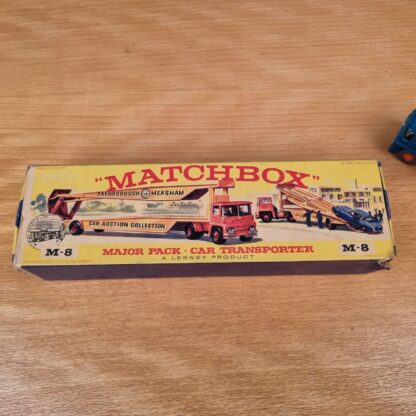 "MATCHBOX"
FARNBOROUGH MEASHAM
CAR AUCTION COLLECTION
M-8
MAJOR PACK · CAR TRANSPORTER
M-8
A LESNEY PRODUCT